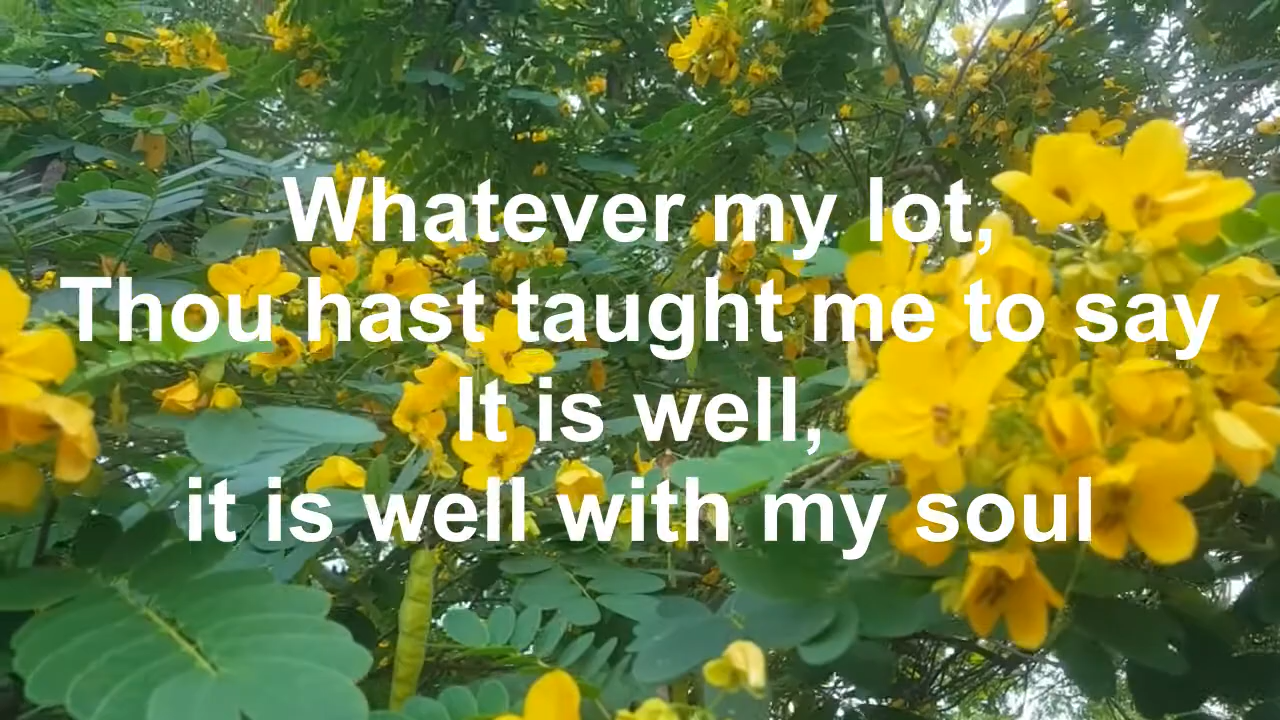 Whatever my lot,
Thou hast taught me to say
It is well,
it is well with my soul